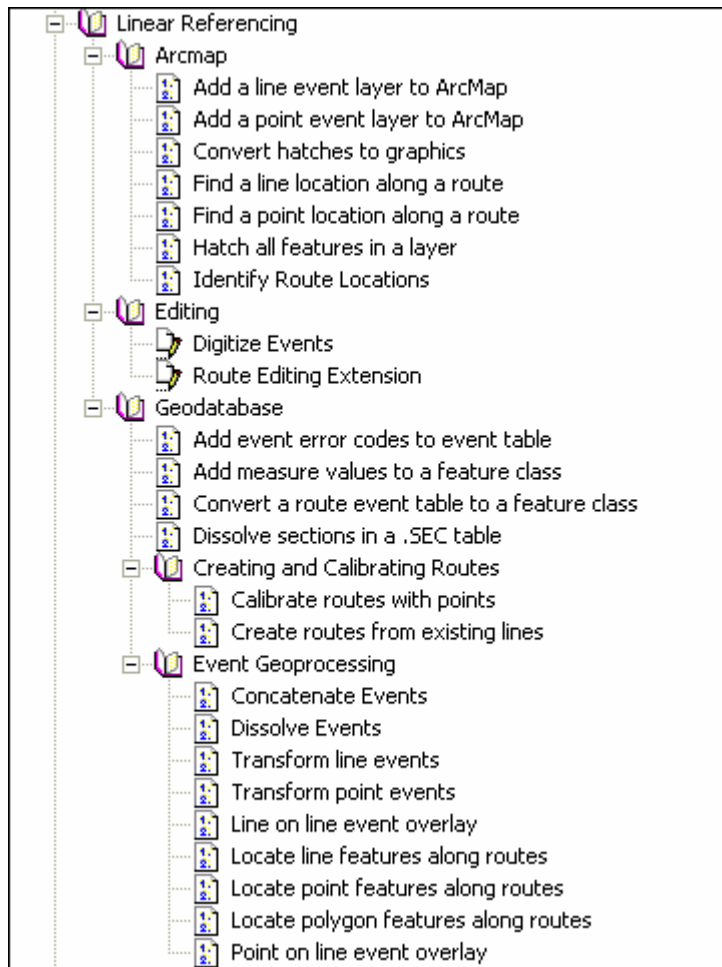 Linear Referencing
Arcmap
Add a line event layer to ArcMap
Add a point event layer to ArcMap
Convert hatches to graphics
Find a line location along a route
Find a point location along a route
Hatch all features in a layer
Identify Route Locations
Editing
Digitize Events
Route Editing Extension
Geodatabase
Add event error codes to event table
Add measure values to a feature class
Convert a route event table to a feature class
Dissolve sections in a .SEC table
Creating and Calibrating Routes
Calibrate routes with points
Create routes from existing lines
Event Geoprocessing
Concatenate Events
Dissolve Events
Transform line events
Transform point events
Line on line event overlay
Locate line features along routes
Locate point features along routes
Locate polygon features along routes
Point on line event overlay